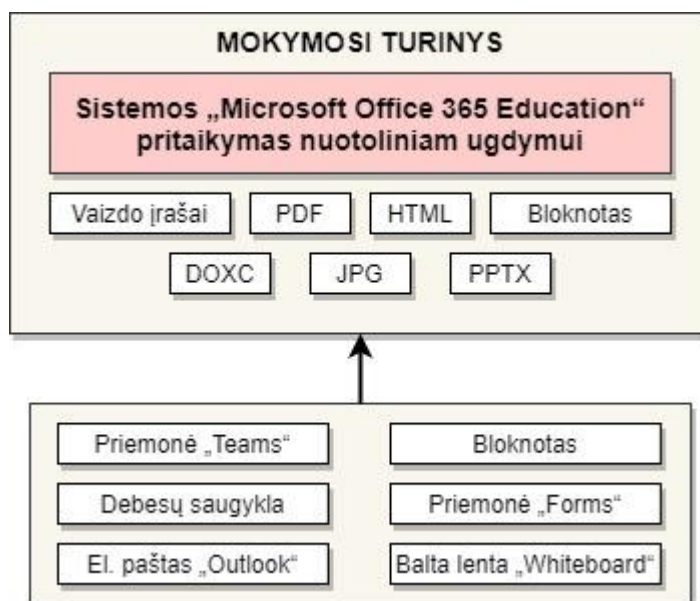 MOKYMOSI TURINYS
Sistemos „Microsoft Office 365 Education“
pritaikymas nuotoliniam ugdymui
Vaizdo įrašai
PDF
HTML
Bloknotas
DOXC
JPG
PPTX
Priemonė „Teams“
Bloknotas
Debesų saugykla
Priemonė „Forms“
El. paštas „Outlook“
Balta lenta „Whiteboard“